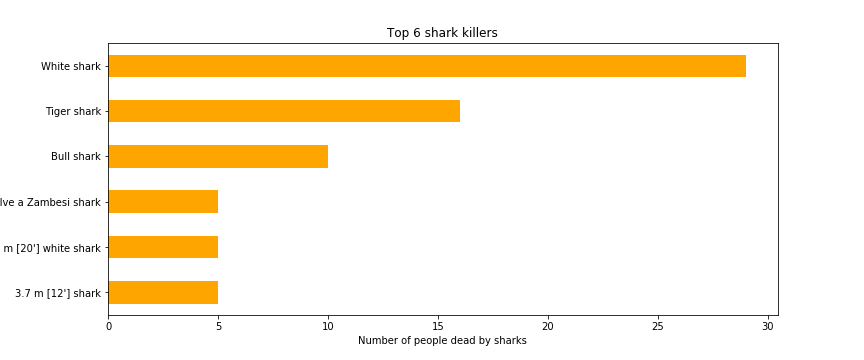 Top 6 shark killers
White shark
Tiger shark
Bull shark
a Zambesi shark
m [20'] white shark
3.7 m [12'] shark
0 5 10 15 20 25 30
Number of people dead by sharks